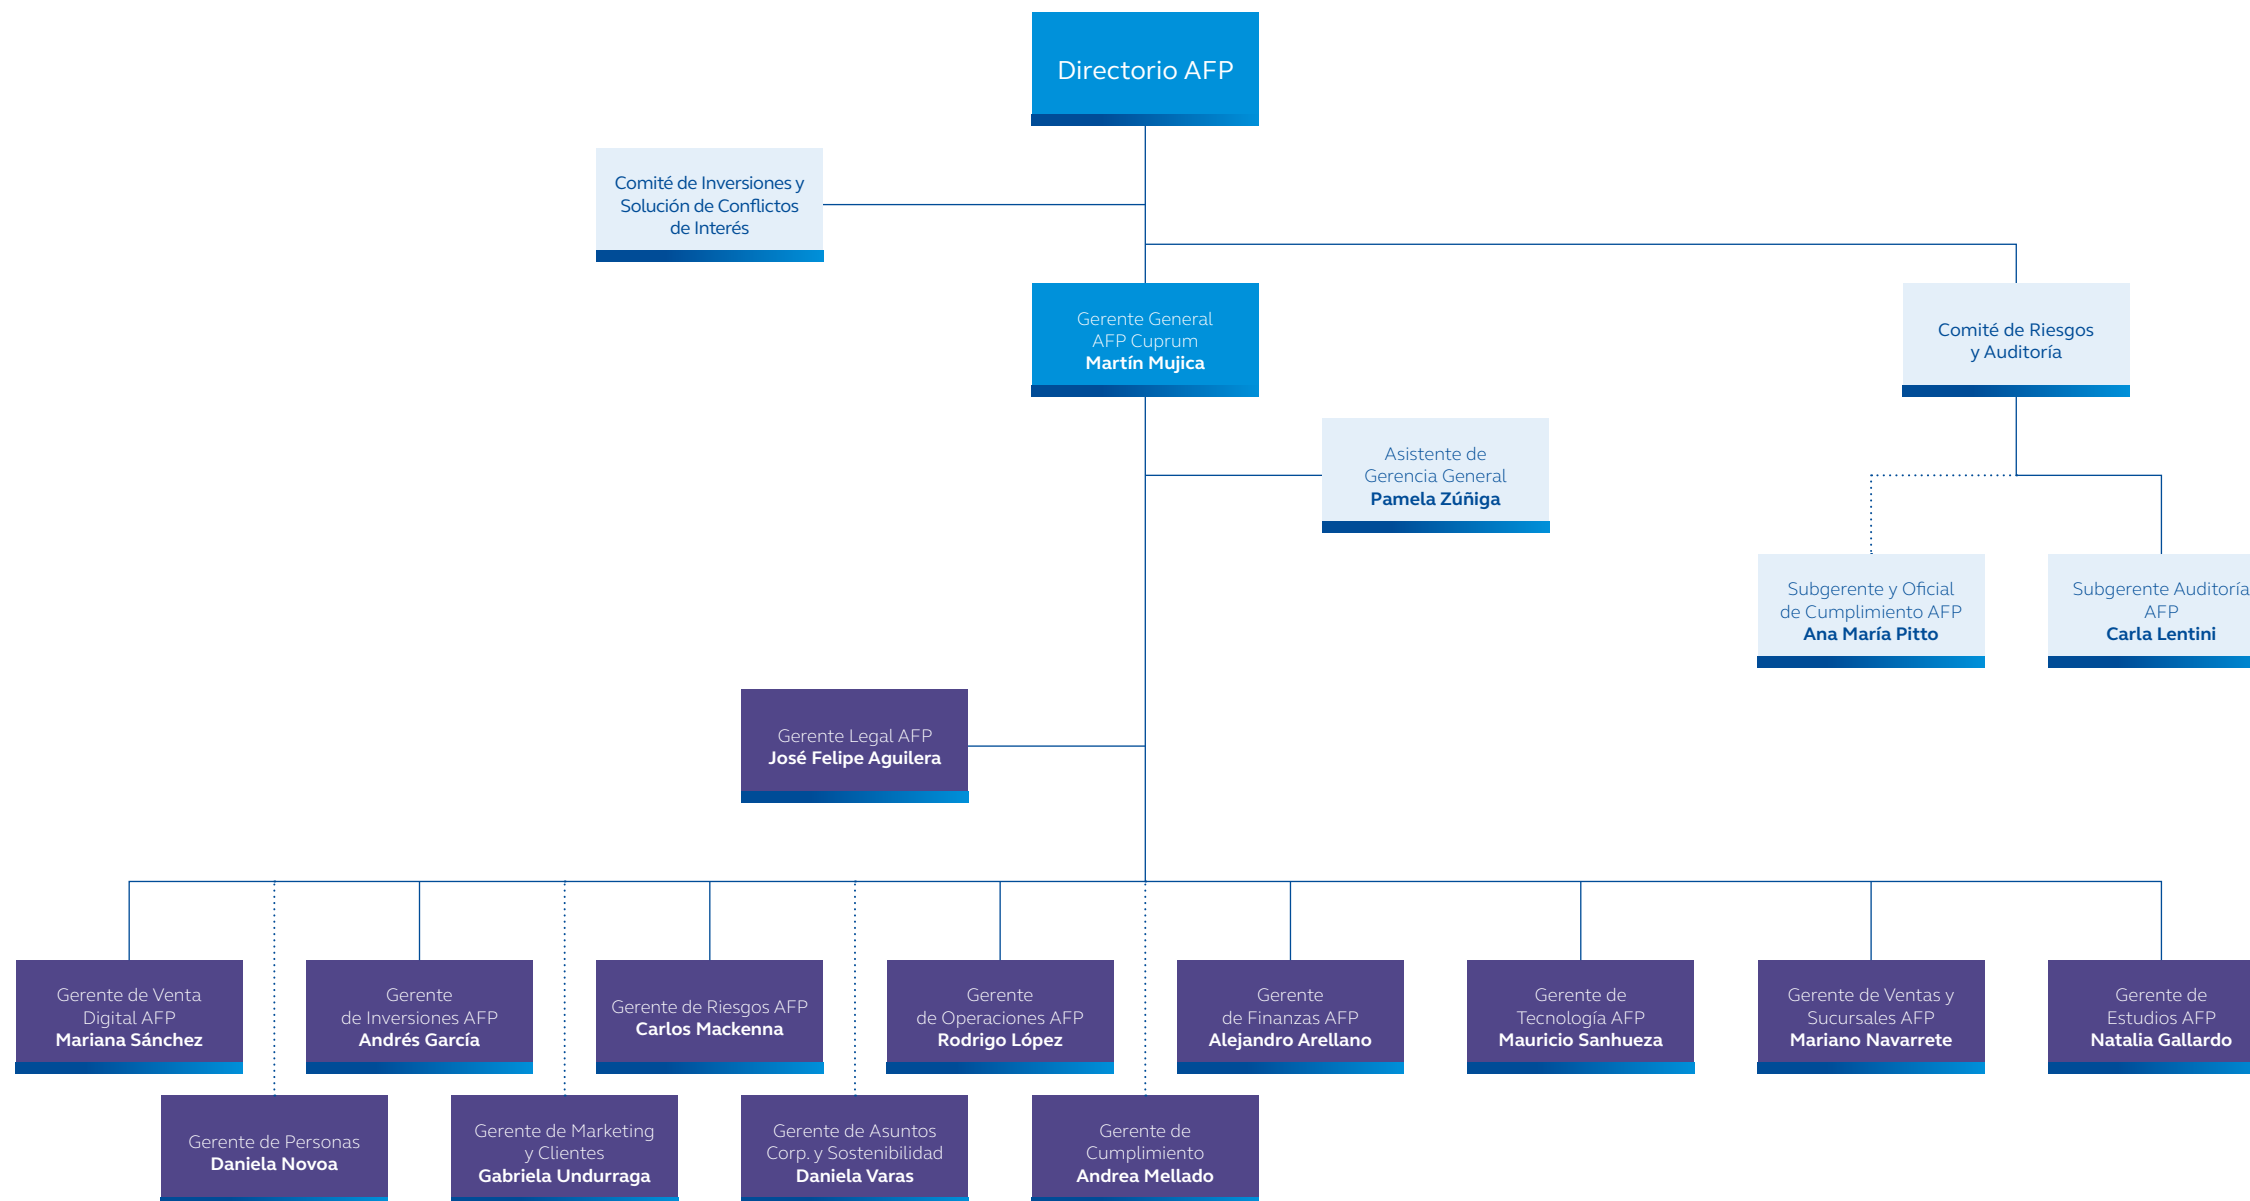 Directorio AFP
Comité de Inversiones y
Solución de Conflictos
de Interés
Gerente General
AFP Cuprum
Martín Mujica
Comité de Riesgos
y Auditoría
Asistente de
Gerencia General
Pamela Zúñiga
Subgerente y Oficial
de Cumplimiento AFP
Ana María Pitto
Subgerente Auditoría
AFP
Carla Lentini
Gerente Legal AFP
José Felipe Aguilera
Gerente de Venta
Digital AFP
Mariana Sánchez
Gerente
de Inversiones AFP
Andrés García
Gerente de Riesgos AFP
Carlos Mackenna
Gerente
de Operaciones AFP
Rodrigo López
Gerente
de Finanzas AFP
Alejandro Arellano
Gerente de
Tecnología AFP
Mauricio Sanhueza
Gerente de Ventas y
Sucursales AFP
Mariano Navarrete
Gerente de
Estudios AFP
Natalia Gallardo
Gerente de Personas
Daniela Novoa
Gerente de Marketing
y Clientes
Gabriela Undurraga
Gerente de Asuntos
Corp. y Sostenibilidad
Daniela Varas
Gerente de
Cumplimiento
Andrea Mellado